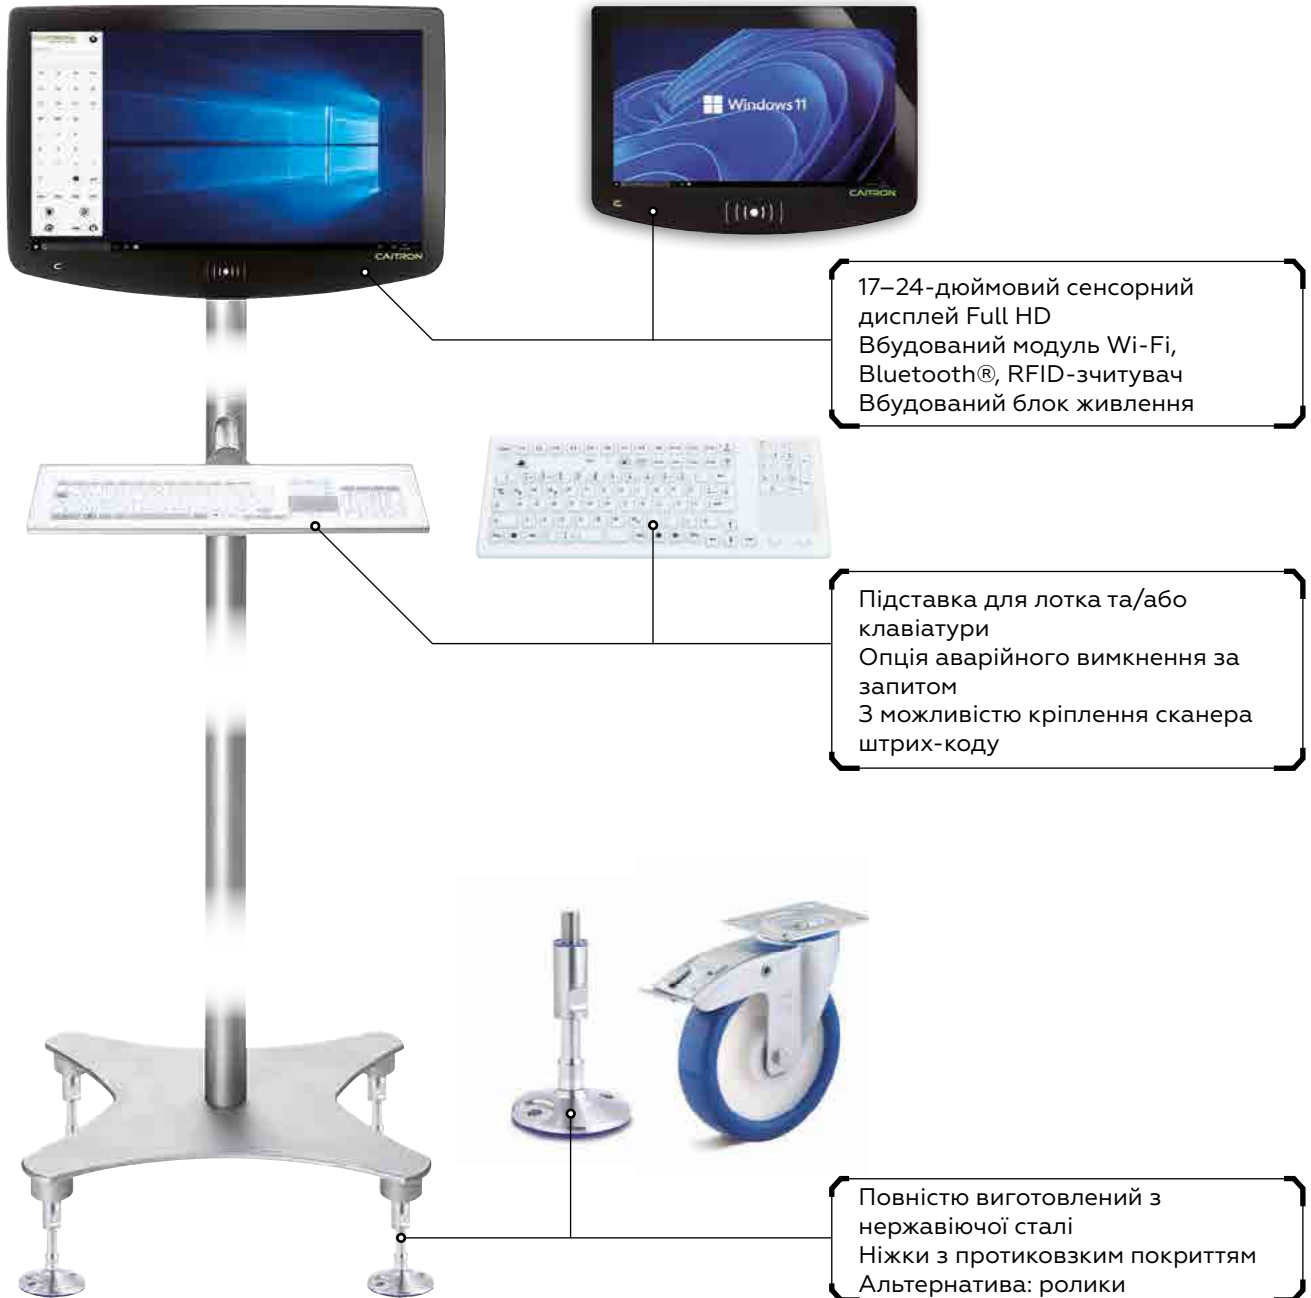 Windows 11
CAITRON
CAITRON
17–24-дюймовий сенсорний
дисплей Full HD
Вбудований модуль Wi-Fi,
Bluetooth®, RFID-зчитувач
Вбудований блок живлення
Підставка для лотка та/або
клавіатури
Опція аварійного вимкнення за
запитом
З можливістю кріплення сканера
штрих-коду
Повністю виготовлений з
нержавіючої сталі
Ніжки з протиковзким покриттям
Альтернатива: ролики